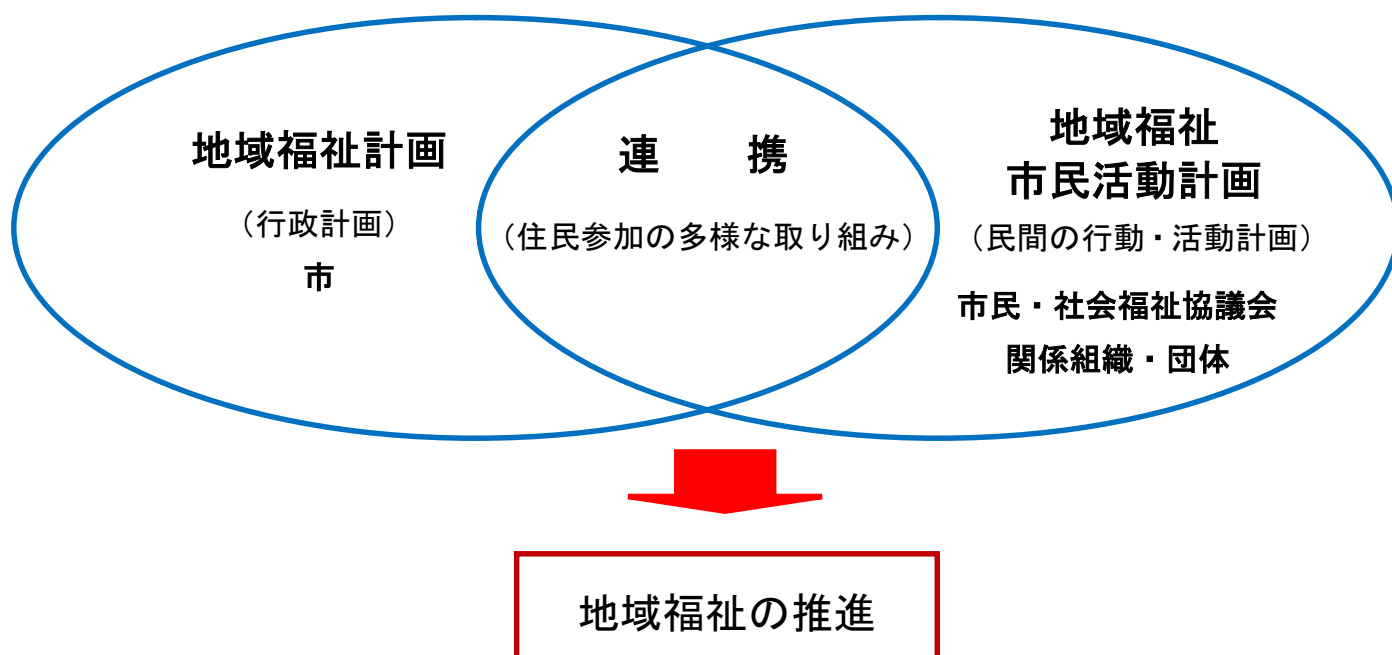 地域福祉計画
（行政計画）
市
連　　携
（住民参加の多様な取り組み）
地域福祉
市民活動計画
（民間の行動・活動計画）
市民・社会福祉協議会
関係組織・団体
地域福祉の推進